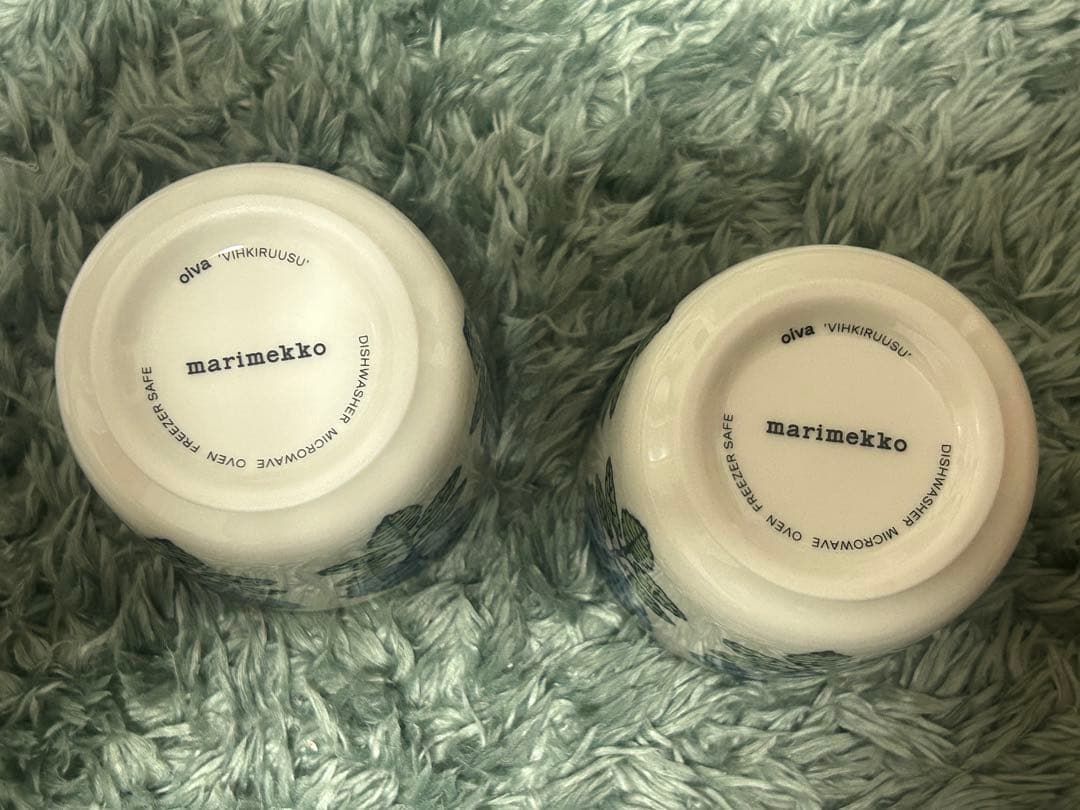 oiva 'VIHKIRUUSU'
marimekko
DISHWASHER MICROWAVE OVEN FREEZER SAFE
oiva 'VIHKIRUUSU'
marimekko
DISHWASHER MICROWAVE OVEN FREEZER SAFE